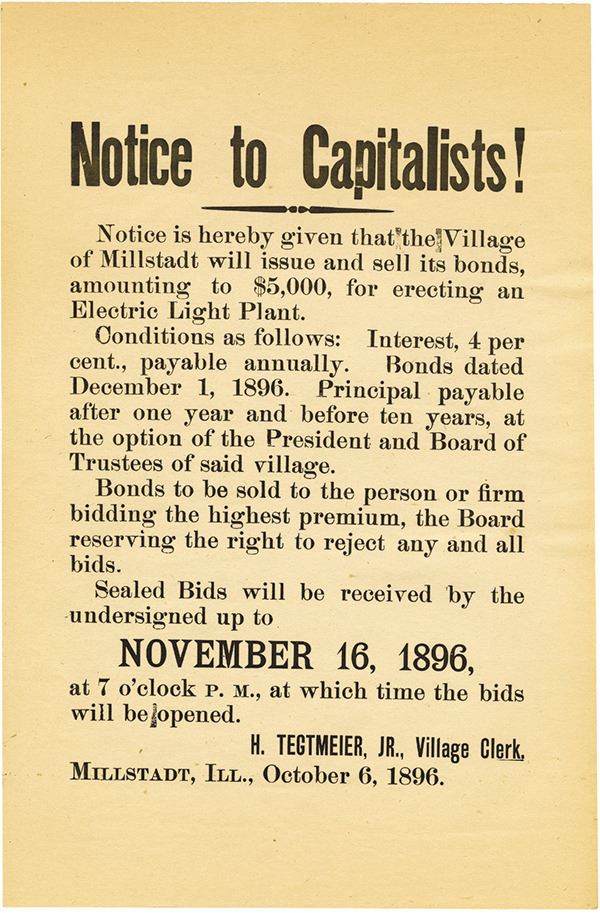 Notice to Capitalists!
Notice is hereby given that the Village
of Millstadt will issue and sell its bonds,
amounting to $5,000, for erecting an
Electric Light Plant.
Conditions as follows: Interest, 4 per
cent., payable annually. Bonds dated
December 1, 1896. Principal payable
after one year and before ten years, at
the option of the President and Board of
Trustees of said village.
Bonds to be sold to the person or firm
bidding the highest premium, the Board
reserving the right to reject any and all
bids.
Sealed Bids will be received by the
undersigned up to
NOVEMBER 16, 1896,
at 7 o'clock P. M., at which time the bids
will be opened.
H. TEGTMEIER, JR., Village Clerk.
MILLSTADT, ILL., October 6, 1896.